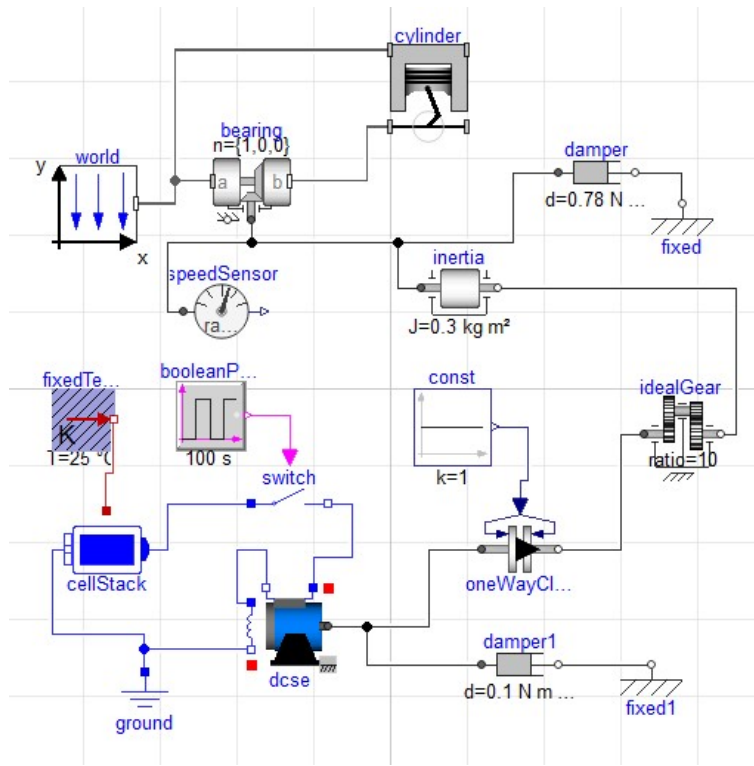 cylinder
bearing
n={1,0,0}
world
damper
y
a
b
d=0.78 N ...
x
fixed
speedSensor
inertia
ra...
J=0.3 kg m²
fixedTe...
booleanP...
const
idealGear
K
T=25 °C
100 s
k=1
ratio=10
switch
cellStack
oneWayCl...
damper1
dcse
d=0.1 N m ...
fixed1
ground